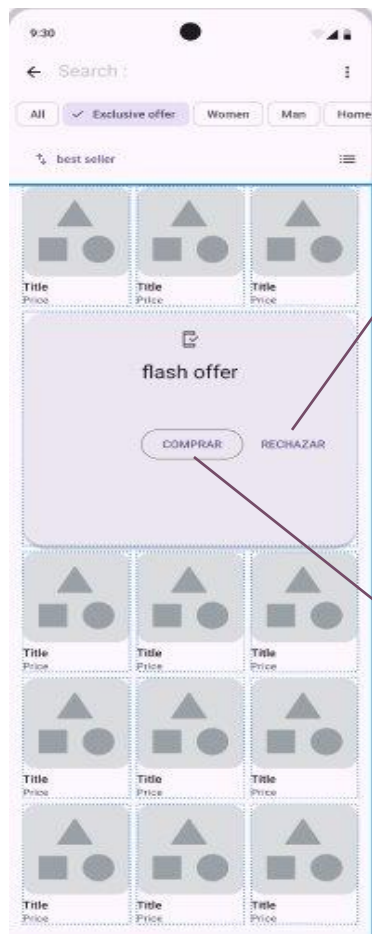 9:30
Search :
All ✓ Exclusive offer Women Man Home
best seller
Title Title Title
Price Price Price
flash offer
COMPRAR RECHAZAR
Title Title Title
Price Price Price
Title Title Title
Price Price Price
Title Title Title
Price Price Price